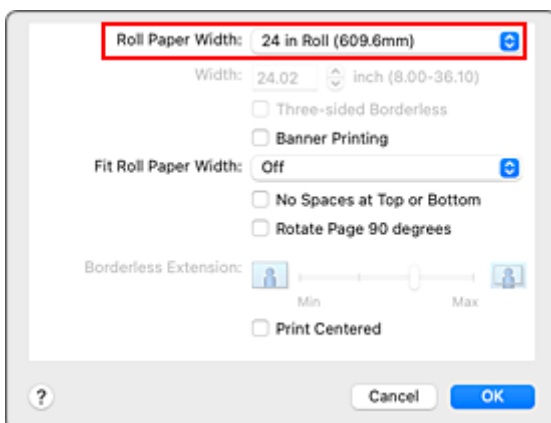 Roll Paper Width: 24 in Roll (609.6mm)
Width: 24.02 inch (8.00-36.10)
Three-sided Borderless
Banner Printing
Fit Roll Paper Width: Off
No Spaces at Top or Bottom
Rotate Page 90 degrees
Borderless Extension:
Min Max
Print Centered
? Cancel OK